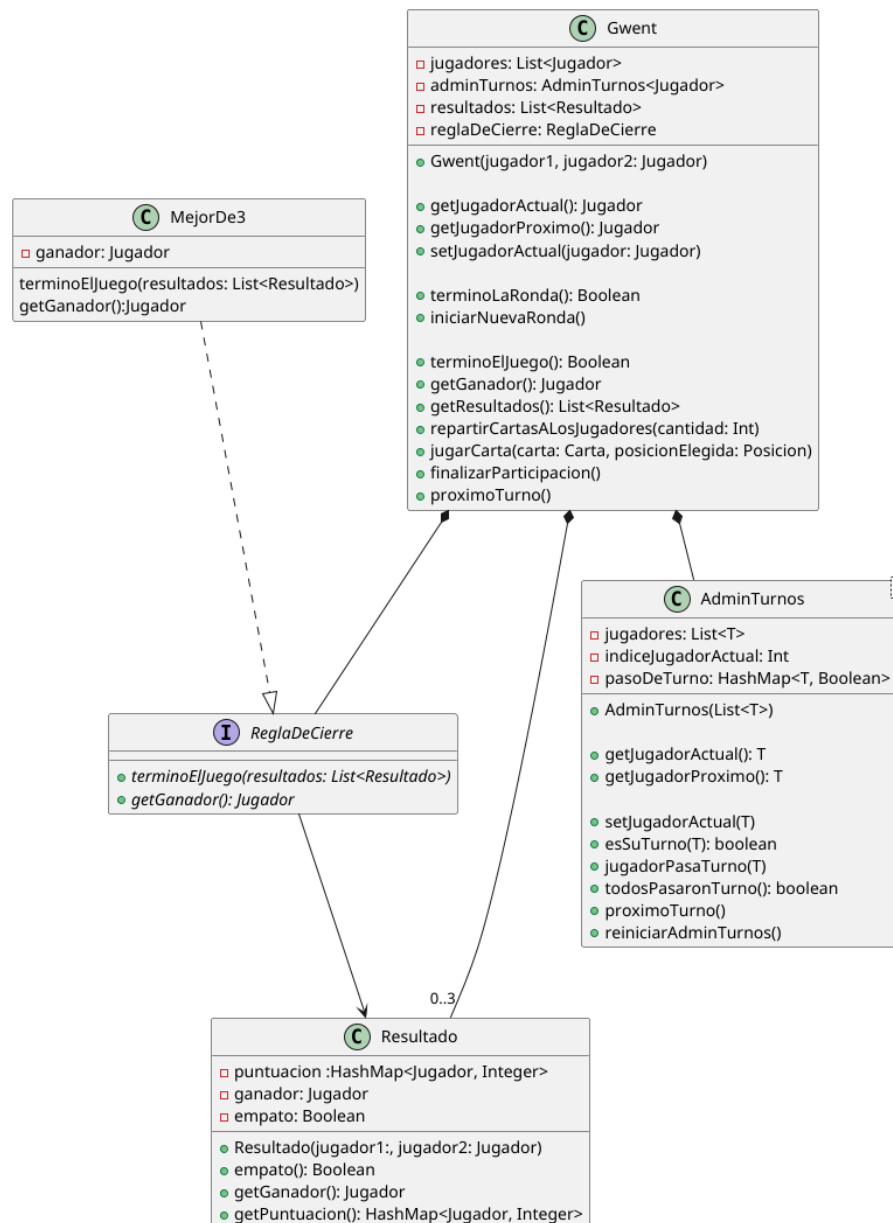 C Gwent
jugadores: List<Jugador>
adminTurnos: AdminTurnos<Jugador>
resultados: List<Resultado>
reglaDeCierre: ReglaDeCierre
Gwent(jugador1, jugador2: Jugador)
getJugadorActual(): Jugador
getJugadorProximo(): Jugador
setJugadorActual(jugador: Jugador)
terminoLaRonda(): Boolean
iniciarNuevaRonda()
terminoElJuego(): Boolean
getGanador(): Jugador
getResultados(): List<Resultado>
repartirCartasALosJugadores(cantidad: Int)
jugarCarta(carta: Carta, posicionElegida: Posicion)
finalizarParticipacion()
proximoTurno()
C MejorDe3
ganador: Jugador
terminoElJuego(resultados: List<Resultado>)
getGanador():Jugador
C AdminTurnos
jugadores: List<T>
indiceJugadorActual: Int
pasoDeTurno: HashMap<T, Boolean>
AdminTurnos(List<T>)
getJugadorActual(): T
getJugadorProximo(): T
setJugadorActual(T)
esSuTurno(T): boolean
jugadorPasaTurno(T)
todosPasaronTurno(): boolean
proximoTurno()
reiniciarAdminTurnos()
I ReglaDeCierre
terminoElJuego(resultados: List<Resultado>)
getGanador(): Jugador
0..3
C Resultado
puntuacion :HashMap<Jugador, Integer>
ganador: Jugador
empato: Boolean
Resultado(jugador1:, jugador2: Jugador)
empato(): Boolean
getGanador(): Jugador
getPuntuacion(): HashMap<Jugador, Integer>